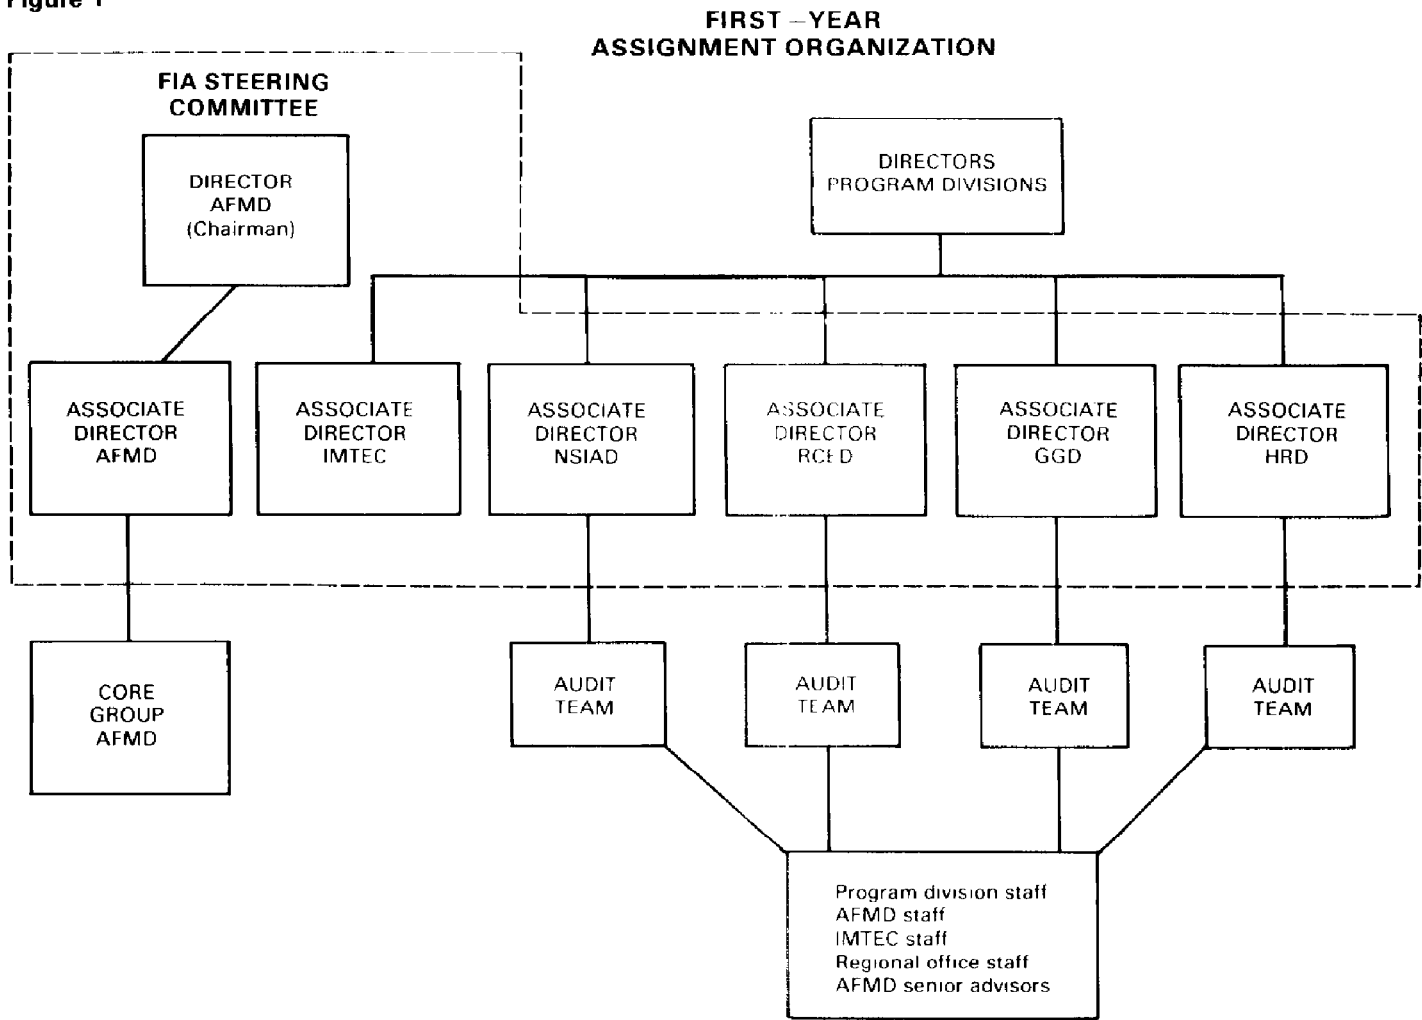 Figure 1
FIRST—YEAR
ASSIGNMENT ORGANIZATION
FIA STEERING
COMMITTEE
DIRECTOR
AFMD
(Chairman)
DIRECTORS
PROGRAM DIVISIONS
ASSOCIATE
DIRECTOR
AFMD
ASSOCIATE
DIRECTOR
IMTEC
ASSOCIATE
DIRECTOR
NSIAD
ASSOCIATE
DIRECTOR
RCED
ASSOCIATE
DIRECTOR
GGD
ASSOCIATE
DIRECTOR
HRD
CORE
GROUP
AFMD
AUDIT
TEAM
AUDIT
TEAM
AUDIT
TEAM
AUDIT
TEAM
Program division staff
AFMD staff
IMTEC staff
Regional office staff
AFMD senior advisors